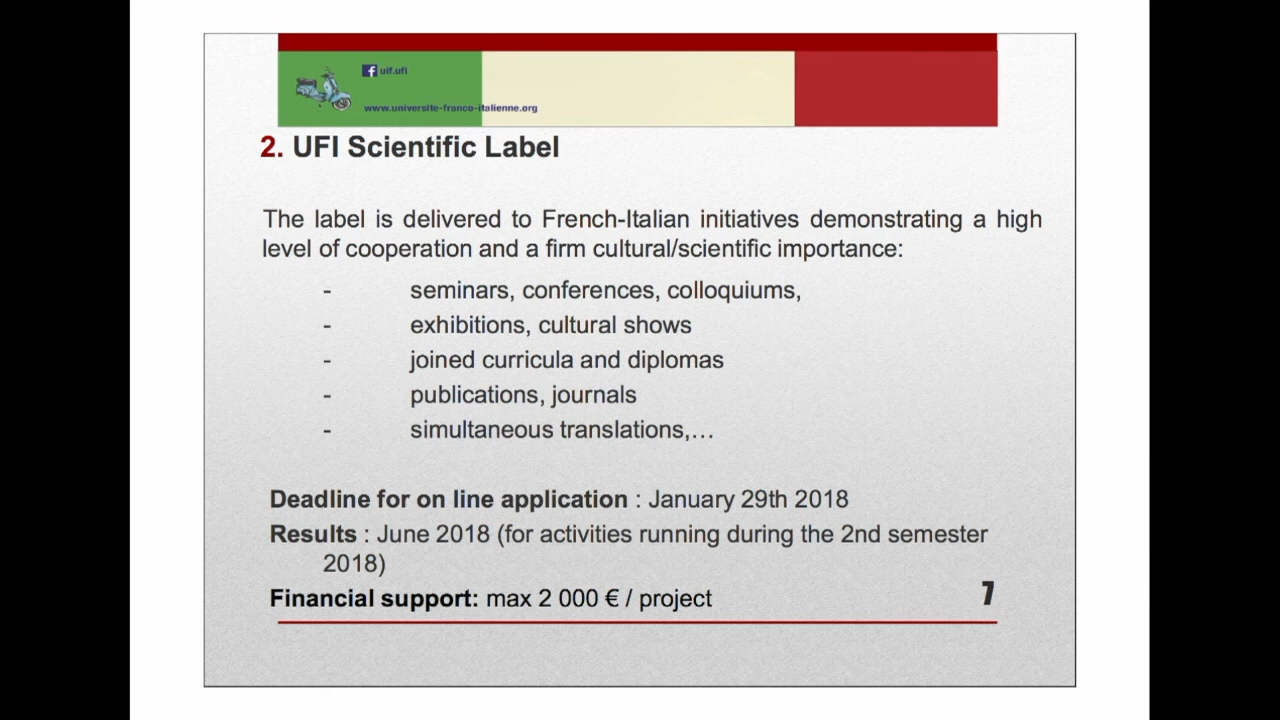 uif.ufi
www.universite-franco-italienne.org
2. UFI Scientific Label
The label is delivered to French-Italian initiatives demonstrating a high
level of cooperation and a firm cultural/scientific importance:
- seminars, conferences, colloquiums,
- exhibitions, cultural shows
- joined curricula and diplomas
- publications, journals
- simultaneous translations,…
Deadline for on line application : January 29th 2018
Results : June 2018 (for activities running during the 2nd semester
2018)
Financial support: max 2 000 € / project
7